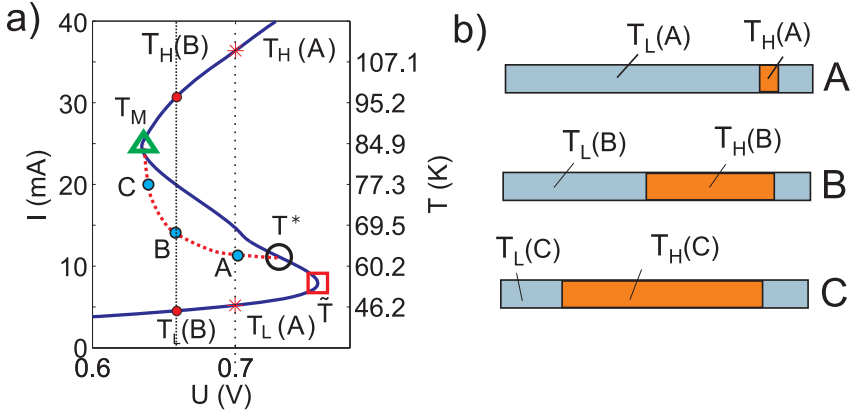 a)
b)
40
30
20
10
0
I (mA)
0.6
0.7
U (V)
107.1
95.2
84.9
77.3
69.5
60.2
46.2
T (K)
T_H(B)
T_H (A)
T_M
C
B
A
T*
T̃
T_L(B)
T_L(A)
T_L(A)
T_H(A)
A
T_L(B)
T_H(B)
B
T_L(C)
T_H(C)
C